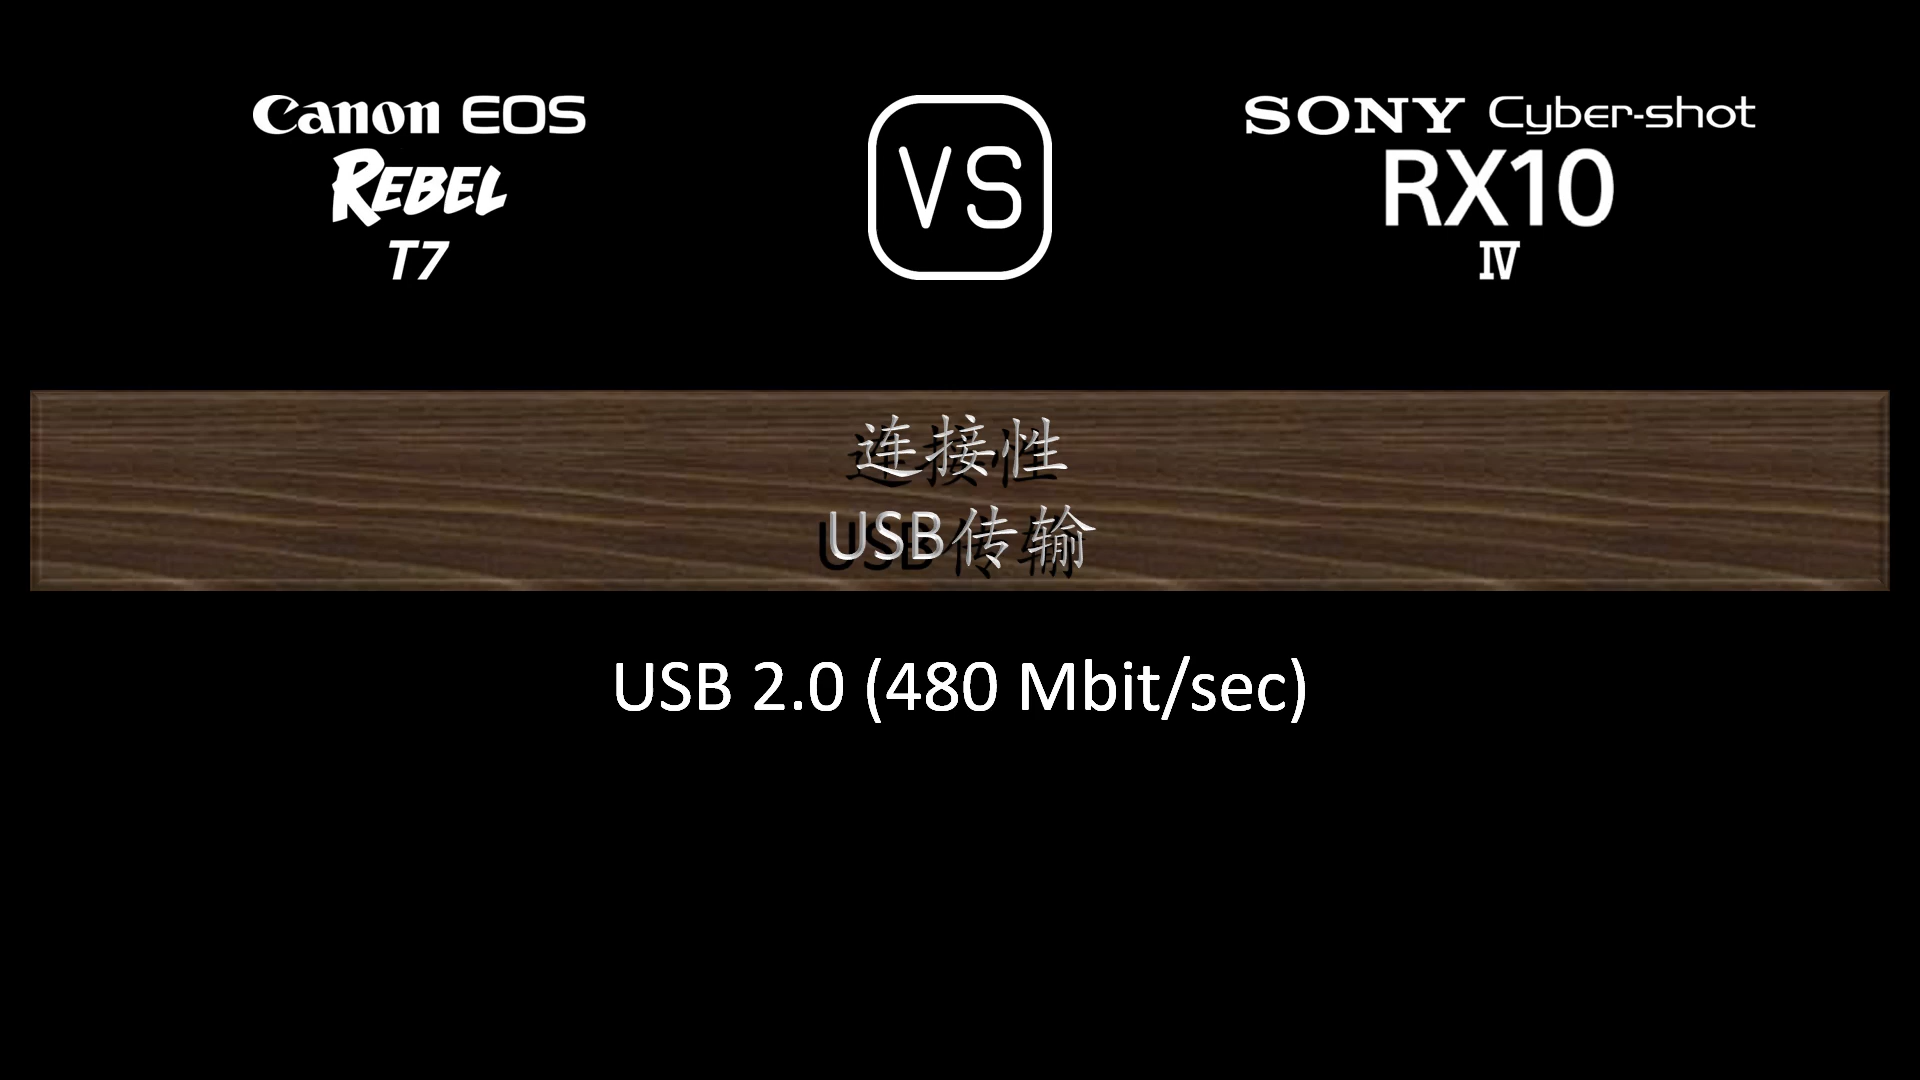 Canon EOS
REBEL
T7
VS
SONY Cyber-shot
RX10
IV
连接性
USB传输
USB 2.0 (480 Mbit/sec)